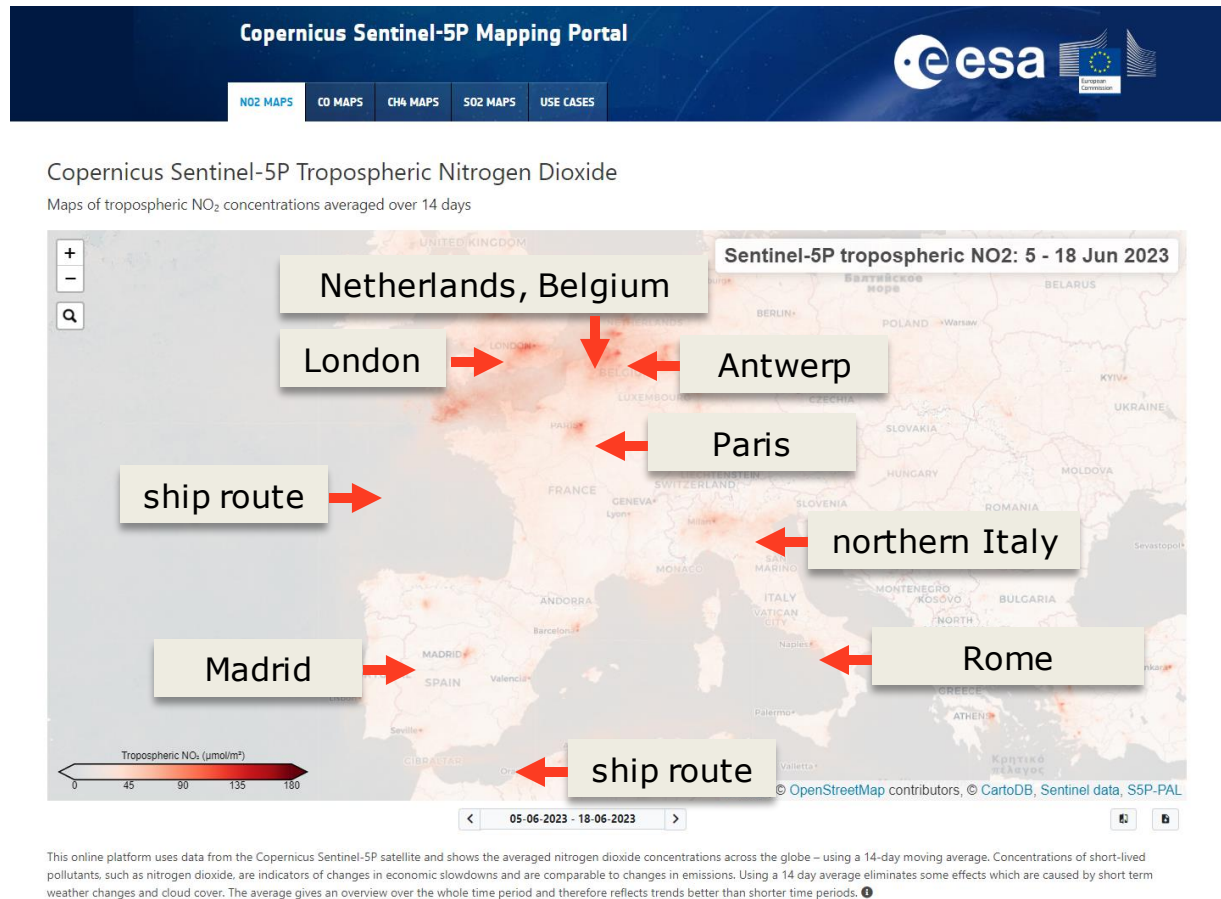 Copernicus Sentinel-5P Mapping Portal
eesa
European
Commission
NO2 MAPS CO MAPS CH4 MAPS SO2 MAPS USE CASES
Copernicus Sentinel-5P Tropospheric Nitrogen Dioxide
Maps of tropospheric NO₂ concentrations averaged over 14 days
+
−
UNITED KINGDOM
Sentinel-5P tropospheric NO2: 5 - 18 Jun 2023
Балтийское
море
BELARUS
Netherlands, Belgium
BERLIN
POLAND Warsaw
LONDON
London
Antwerp
KYIV
CZECHIA
LUXEMBOURG
UKRAINE
PARIS
SLOVAKIA
Paris
LIECHTENSTEIN
SWITZERLAND
HUNGARY
MOLDOVA
ship route
FRANCE
GENEVA
SLOVENIA
ROMANIA
Lyon
Milan
northern Italy
Sevastopol
SAN
MARINO
MONACO
MONTENEGRO
KOSOVO
BULGARIA
ITALY
ANDORRA
VATICAN
CITY
NORTH
Barcelona
Naples
Rome
MADRID
Madrid
SPAIN
Valencia
GREECE
Palermo
ATHENS
Seville
Tropospheric NO₂ (μmol/m²)
0 45 90 135 180
GIBRALTAR
ship route
Valletta
Κρητικό
πέλαγος
© OpenStreetMap contributors, © CartoDB, Sentinel data, S5P-PAL
05-06-2023 - 18-06-2023
This online platform uses data from the Copernicus Sentinel-5P satellite and shows the averaged nitrogen dioxide concentrations across the globe – using a 14-day moving average. Concentrations of short-lived
pollutants, such as nitrogen dioxide, are indicators of changes in economic slowdowns and are comparable to changes in emissions. Using a 14 day average eliminates some effects which are caused by short term
weather changes and cloud cover. The average gives an overview over the whole time period and therefore reflects trends better than shorter time periods.